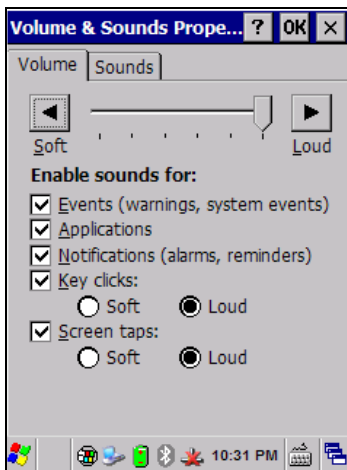 Volume & Sounds Prope... ? OK ×
Volume Sounds
Soft Loud
Enable sounds for:
Events (warnings, system events)
Applications
Notifications (alarms, reminders)
Key clicks:
Soft Loud
Screen taps:
Soft Loud
10:31 PM